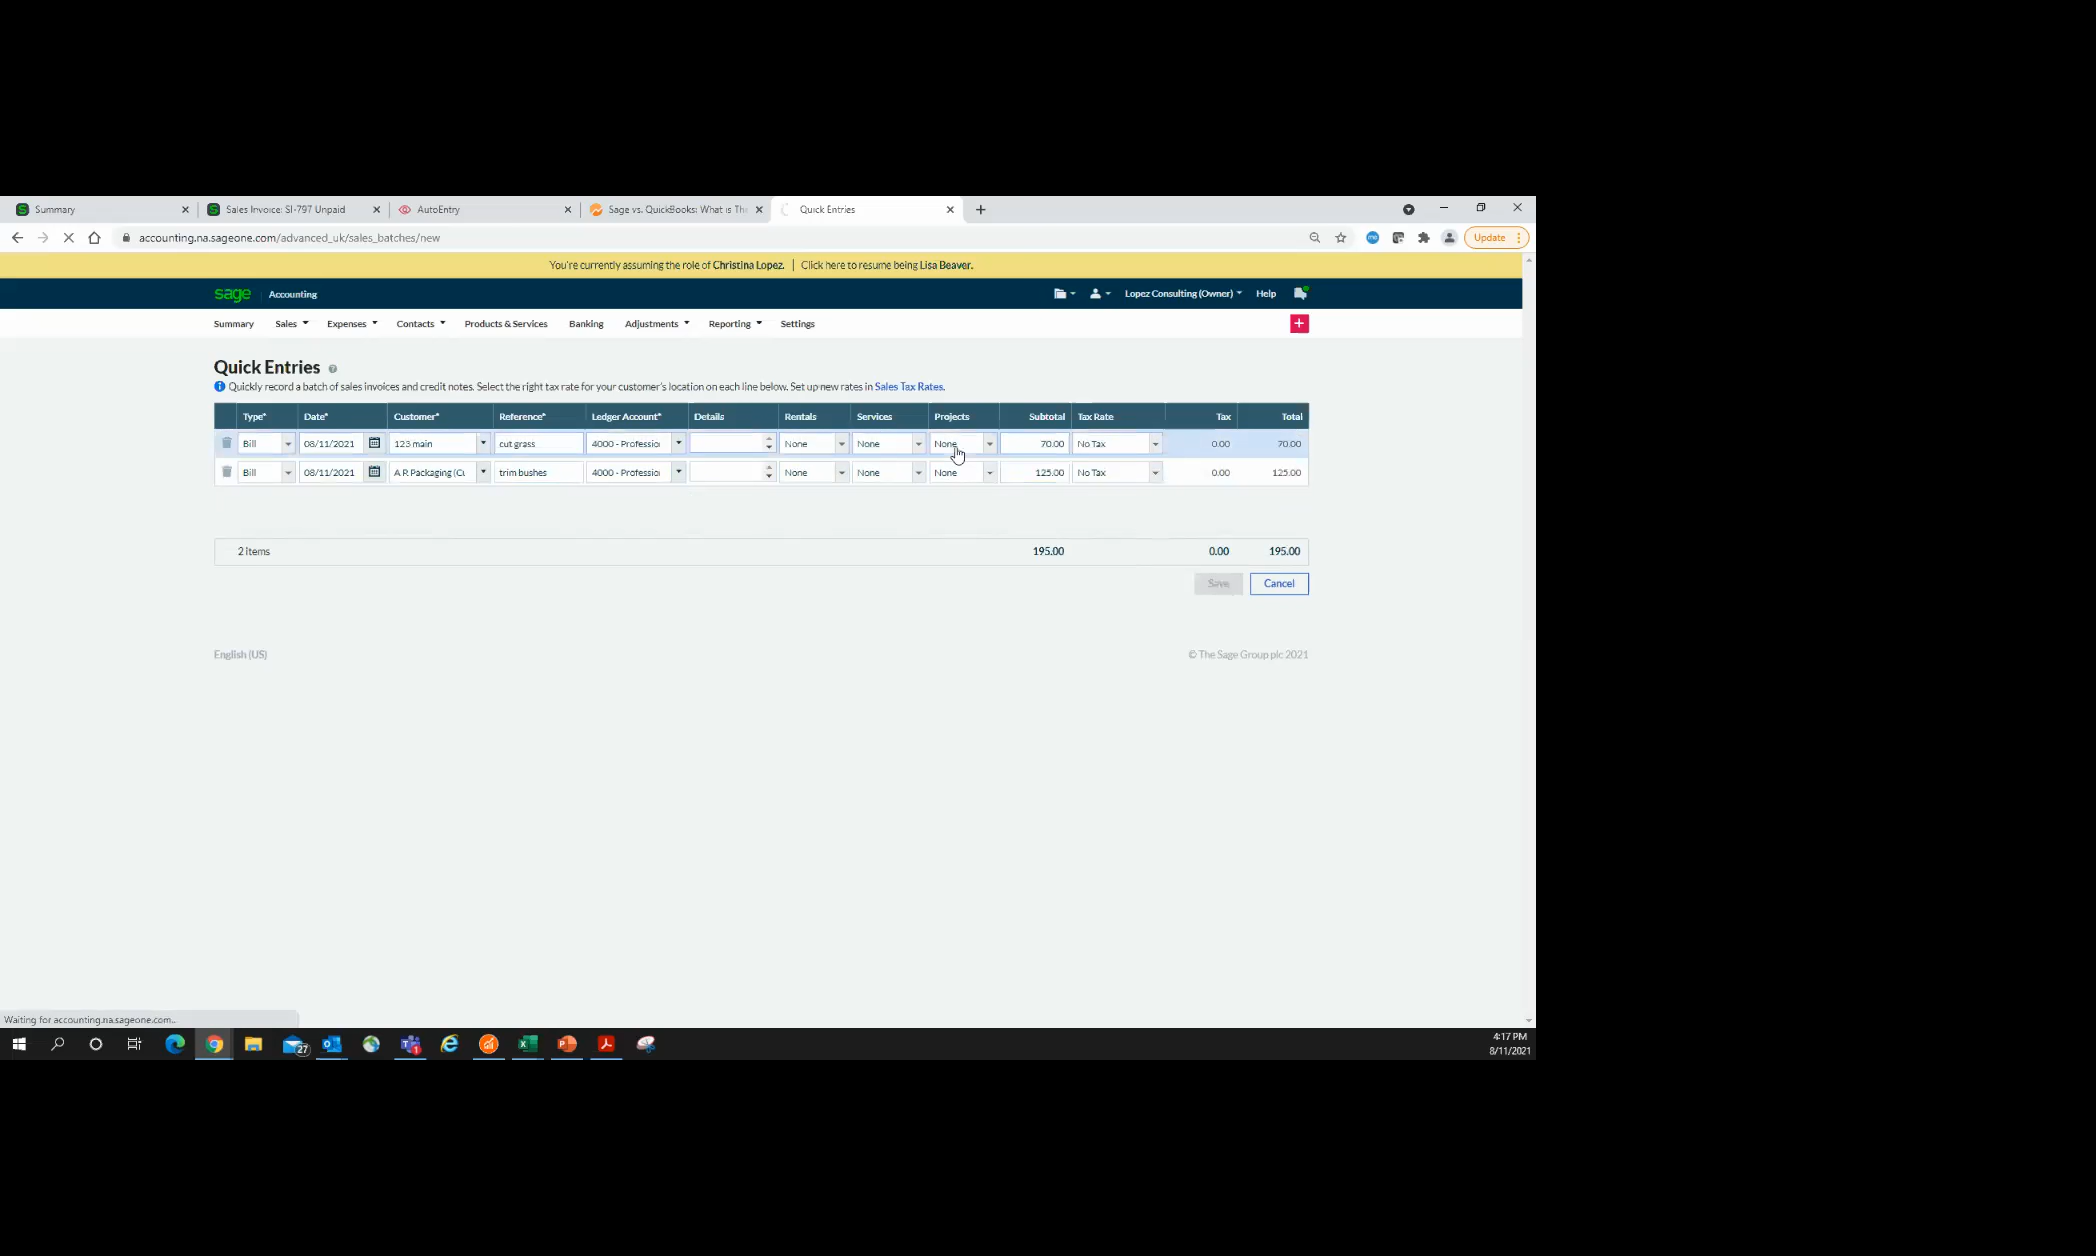 Summary
Sales Invoice: SI-797 Unpaid
AutoEntry
Sage vs. QuickBooks: What is Th
Quick Entries
accounting.na.sageone.com/advanced_uk/sales_batches/new
Update
You're currently assuming the role of Christina Lopez. | Click here to resume being Lisa Beaver.
sage Accounting
Lopez Consulting (Owner) Help
Summary Sales Expenses Contacts Products & Services Banking Adjustments Reporting Settings
Quick Entries
Quickly record a batch of sales invoices and credit notes. Select the right tax rate for your customer's location on each line below. Set up new rates in Sales Tax Rates.
Type* Date* Customer* Reference* Ledger Account* Details Rentals Services Projects Subtotal Tax Rate Tax Total
Bill 08/11/2021 123 main cut grass 4000 - Professio None None None 70.00 No Tax 0.00 70.00
Bill 08/11/2021 A R Packaging (Cu trim bushes 4000 - Professio None None None 125.00 No Tax 0.00 125.00
2 items 195.00 0.00 195.00
Save Cancel
English (US) © The Sage Group plc 2021
Waiting for accounting.na.sageone.com...
27
1
4:17 PM
8/11/2021